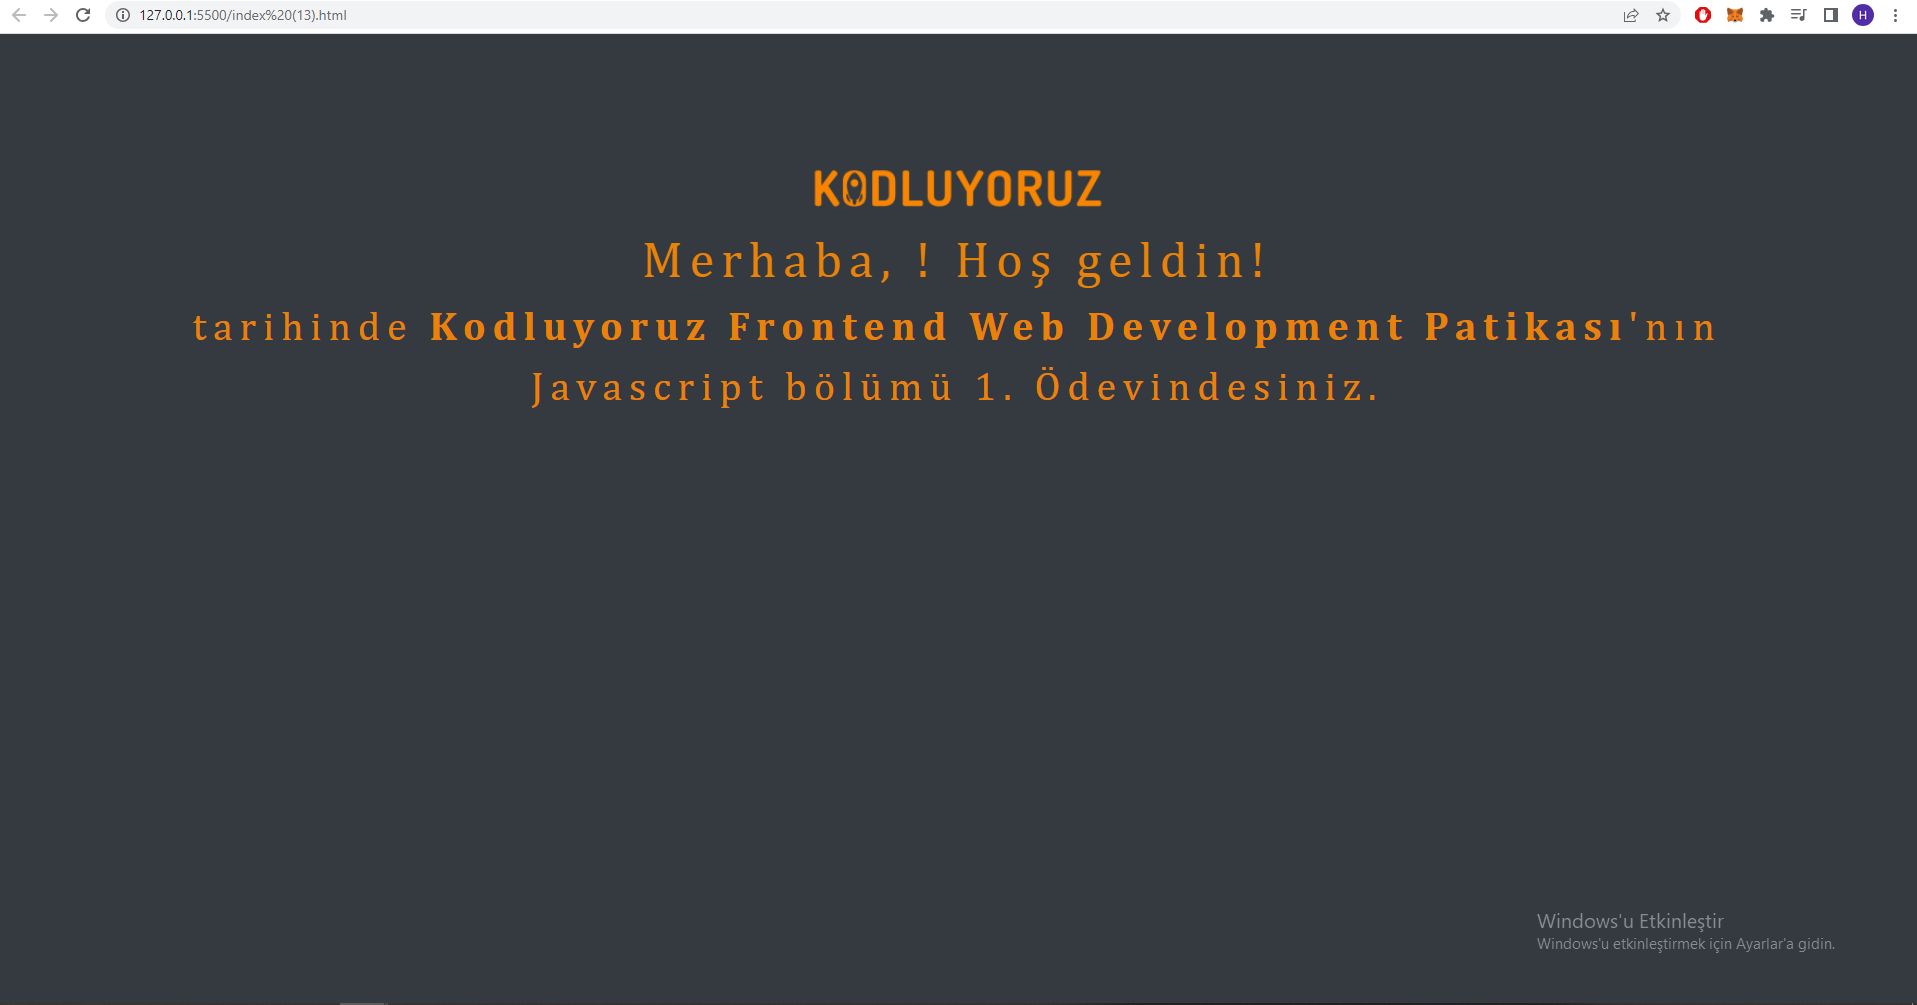 127.0.0.1:5500/index%20(13).html
H
KODLUYORUZ
Merhaba, ! Hoş geldin!
tarihinde Kodluyoruz Frontend Web Development Patikası'nın
Javascript bölümü 1. Ödevindesiniz.
Windows'u Etkinleştir
Windows'u etkinleştirmek için Ayarlar'a gidin.